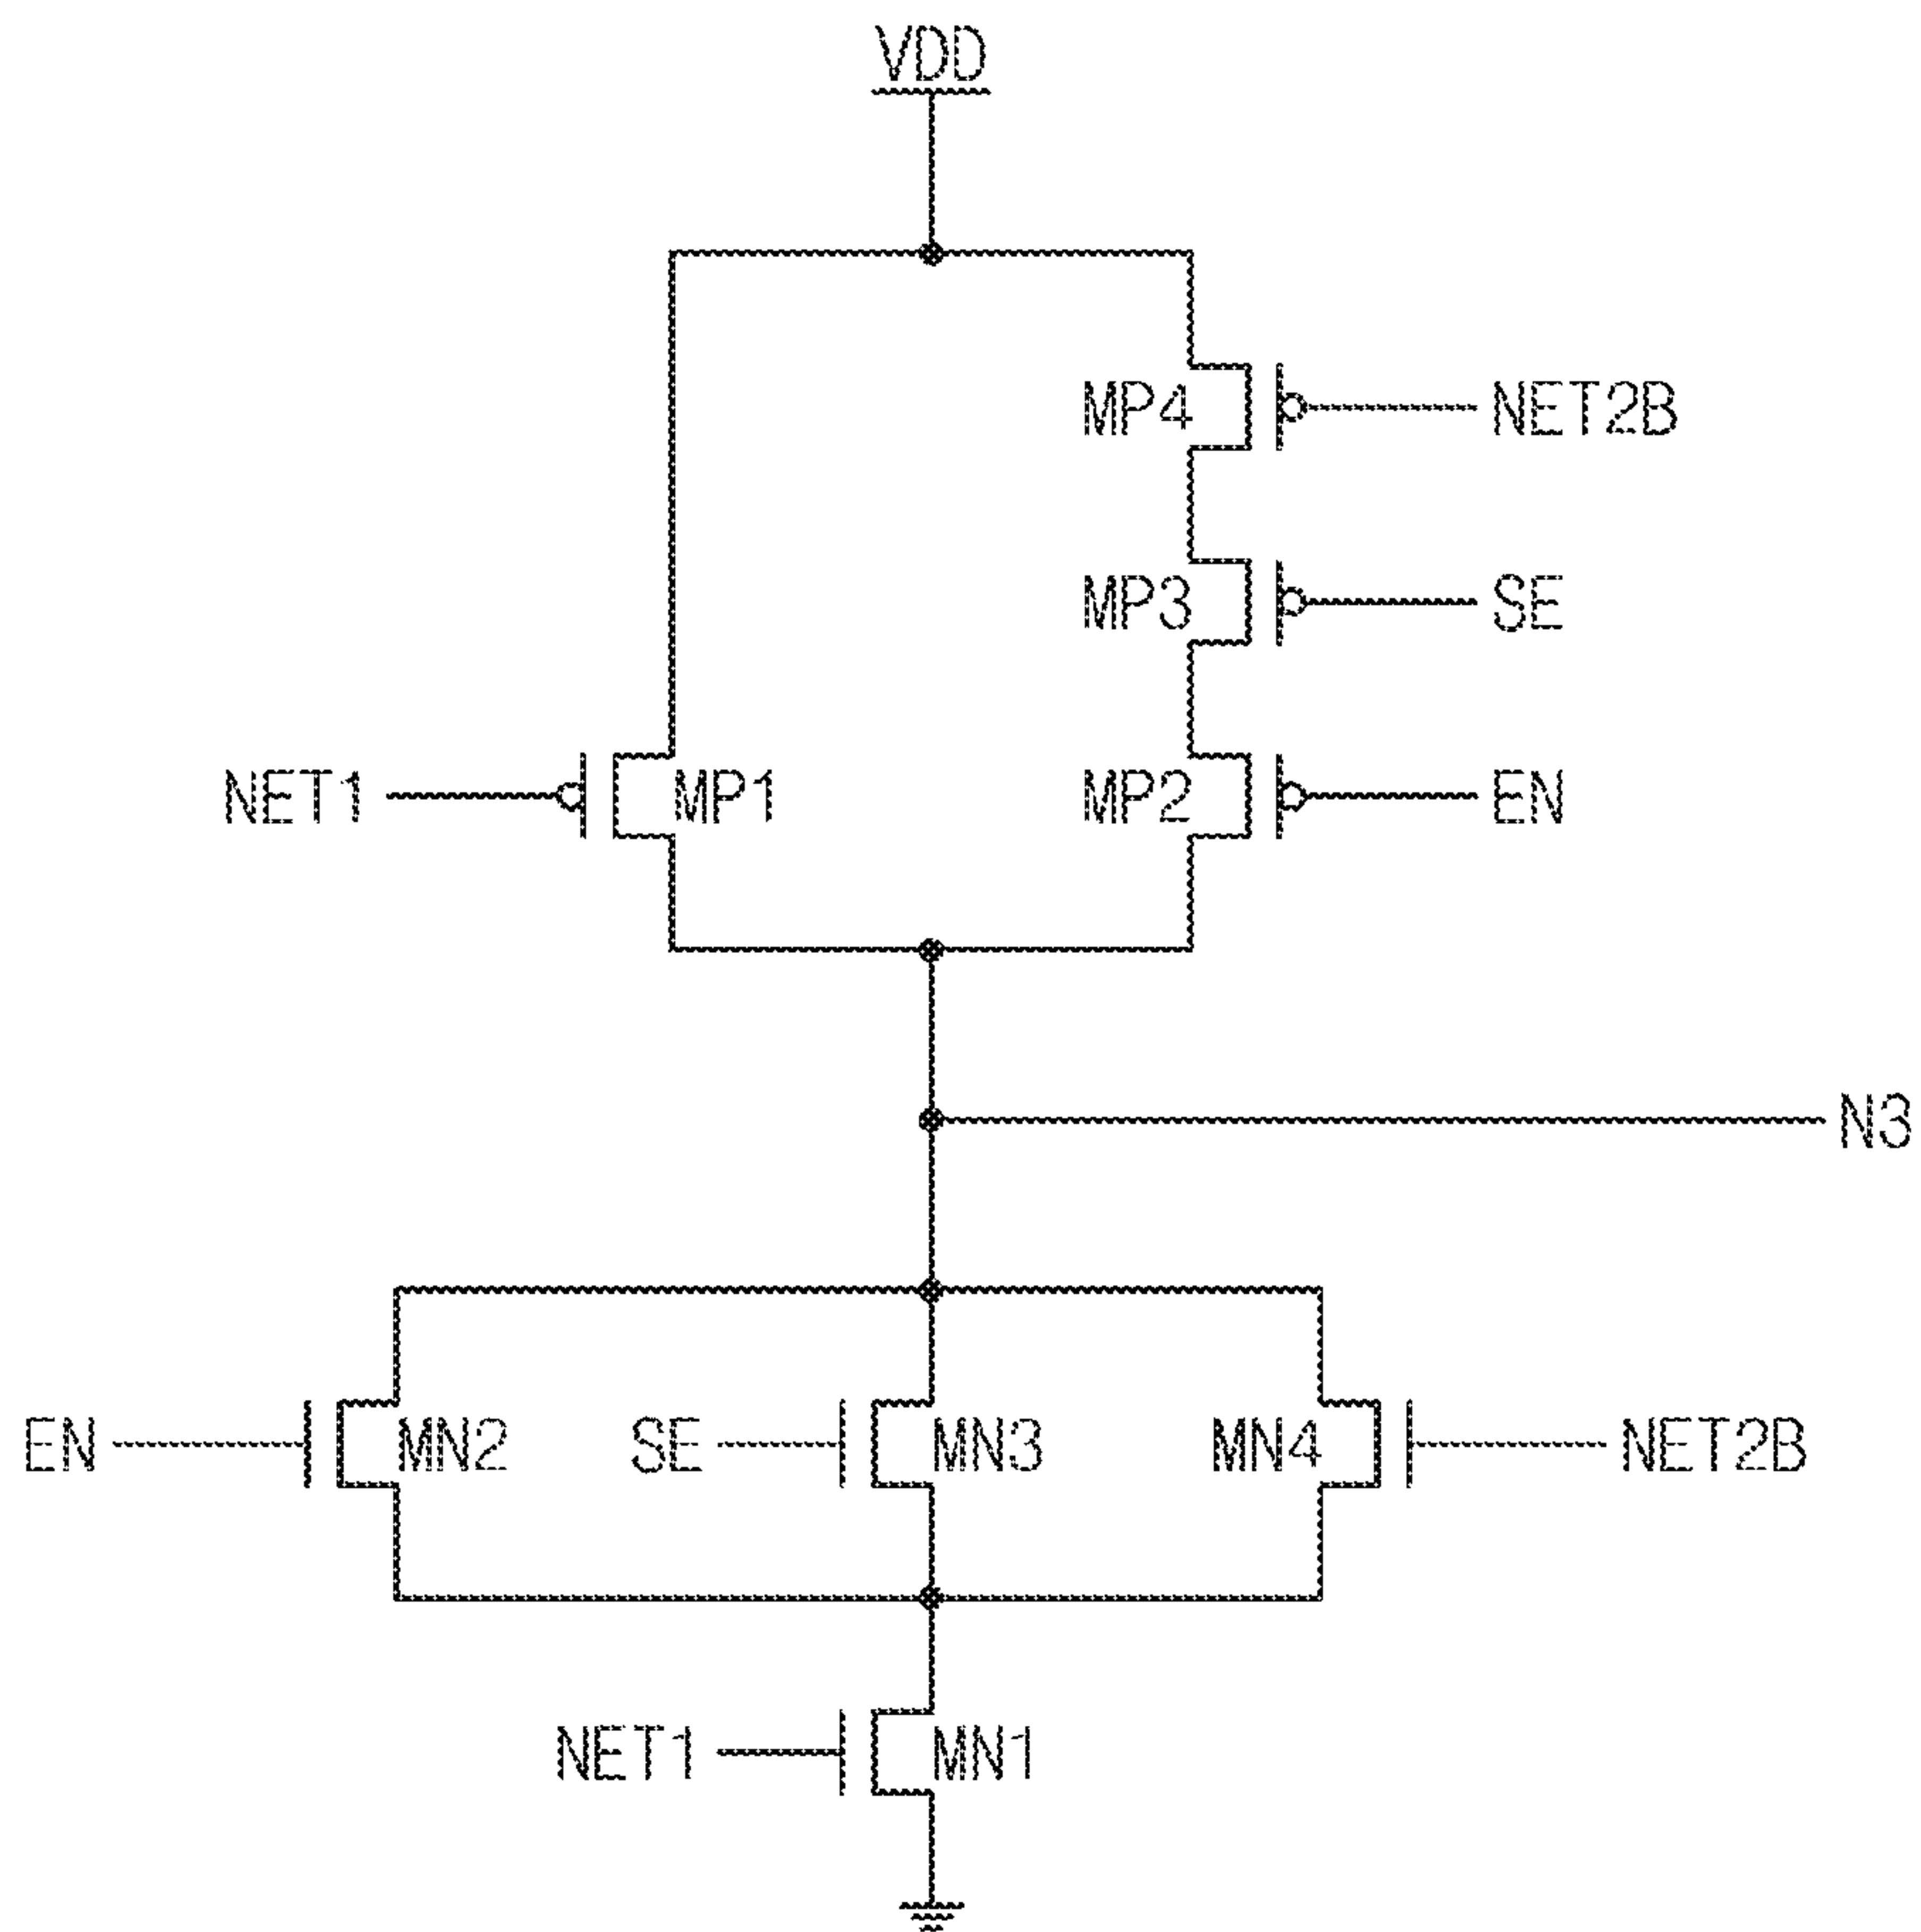 VDD
MP4 NET2B
MP3 SE
NET1 MP1 MP2 EN
N3
EN MN2 SE MN3 MN4 NET2B
NET1 MN1